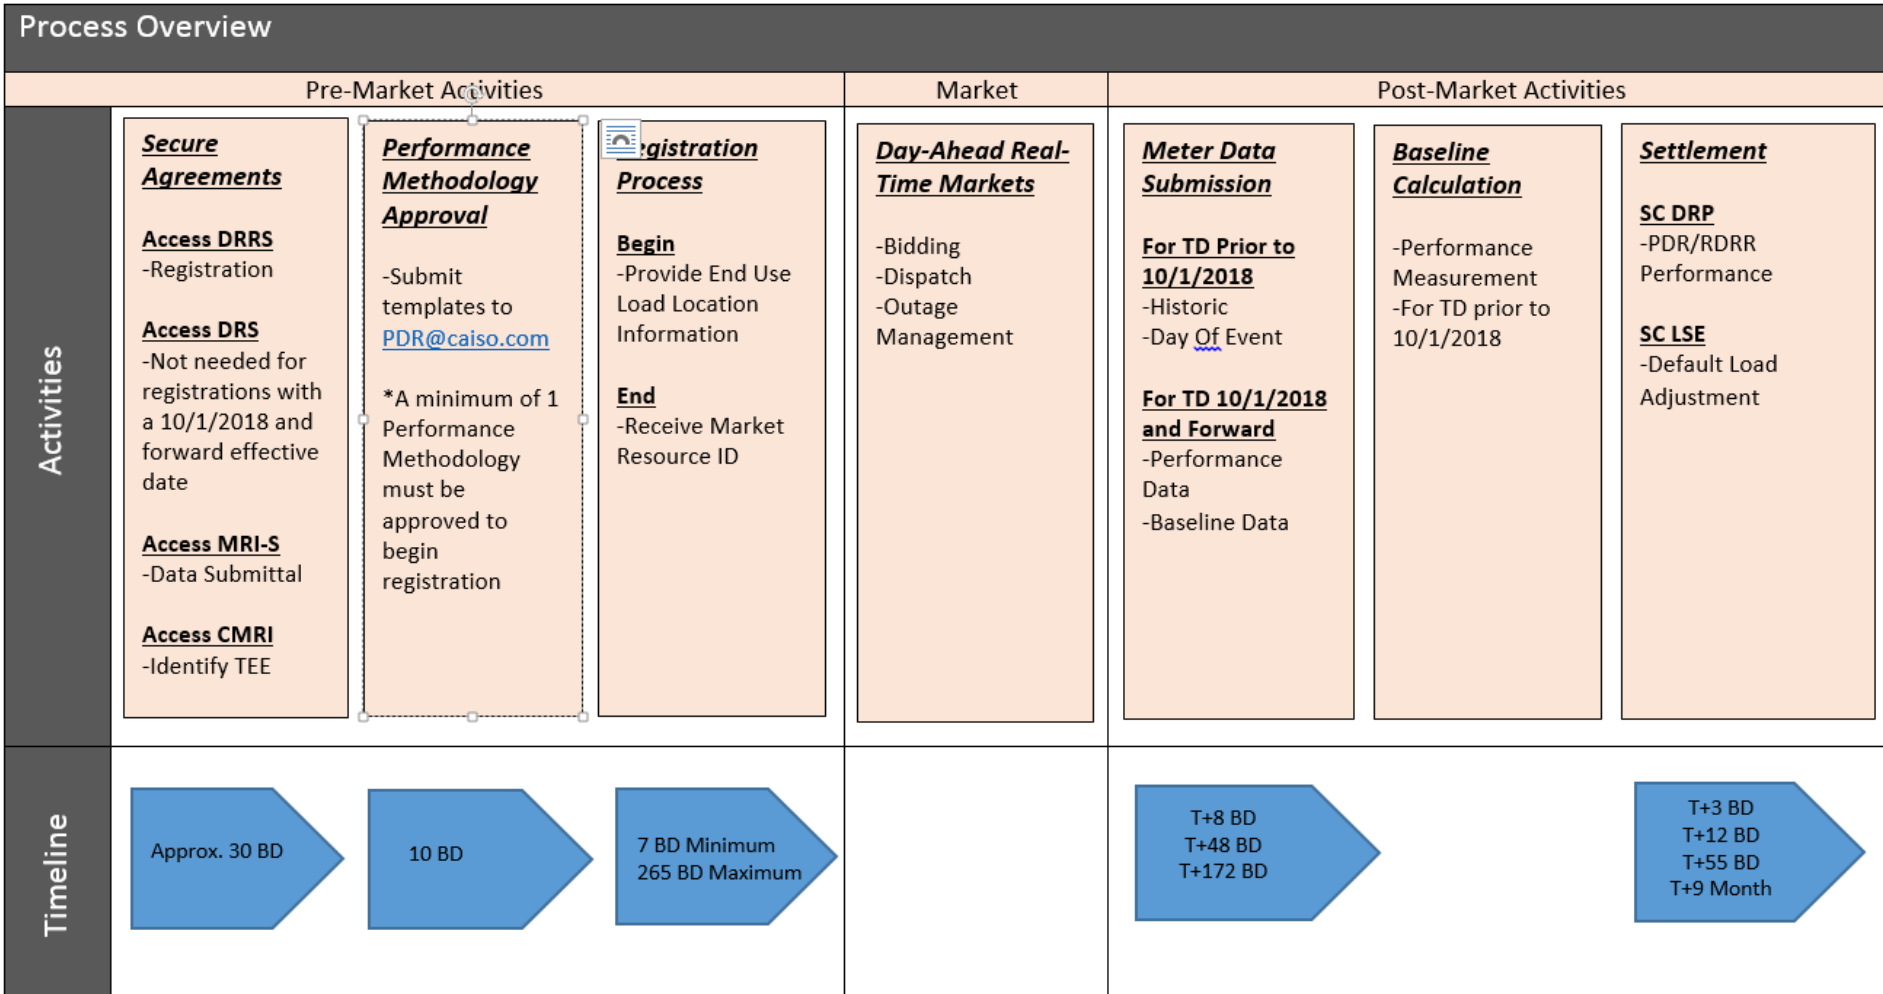 Process Overview
Pre-Market Activities
Market
Post-Market Activities
Activities
Secure
Agreements
Access DRRS
-Registration
Access DRS
-Not needed for
registrations with
a 10/1/2018 and
forward effective
date
Access MRI-S
-Data Submittal
Access CMRI
-Identify TEE
Performance
Methodology
Approval
-Submit
templates to
PDR@caiso.com
*A minimum of 1
Performance
Methodology
must be
approved to
begin
registration
egistration
Process
Begin
-Provide End Use
Load Location
Information
End
-Receive Market
Resource ID
Day-Ahead Real-
Time Markets
-Bidding
-Dispatch
-Outage
Management
Meter Data
Submission
For TD Prior to
10/1/2018
-Historic
-Day Of Event
For TD 10/1/2018
and Forward
-Performance
Data
-Baseline Data
Baseline
Calculation
-Performance
Measurement
-For TD prior to
10/1/2018
Settlement
SC DRP
-PDR/RDRR
Performance
SC LSE
-Default Load
Adjustment
Timeline
Approx. 30 BD
10 BD
7 BD Minimum
265 BD Maximum
T+8 BD
T+48 BD
T+172 BD
T+3 BD
T+12 BD
T+55 BD
T+9 Month